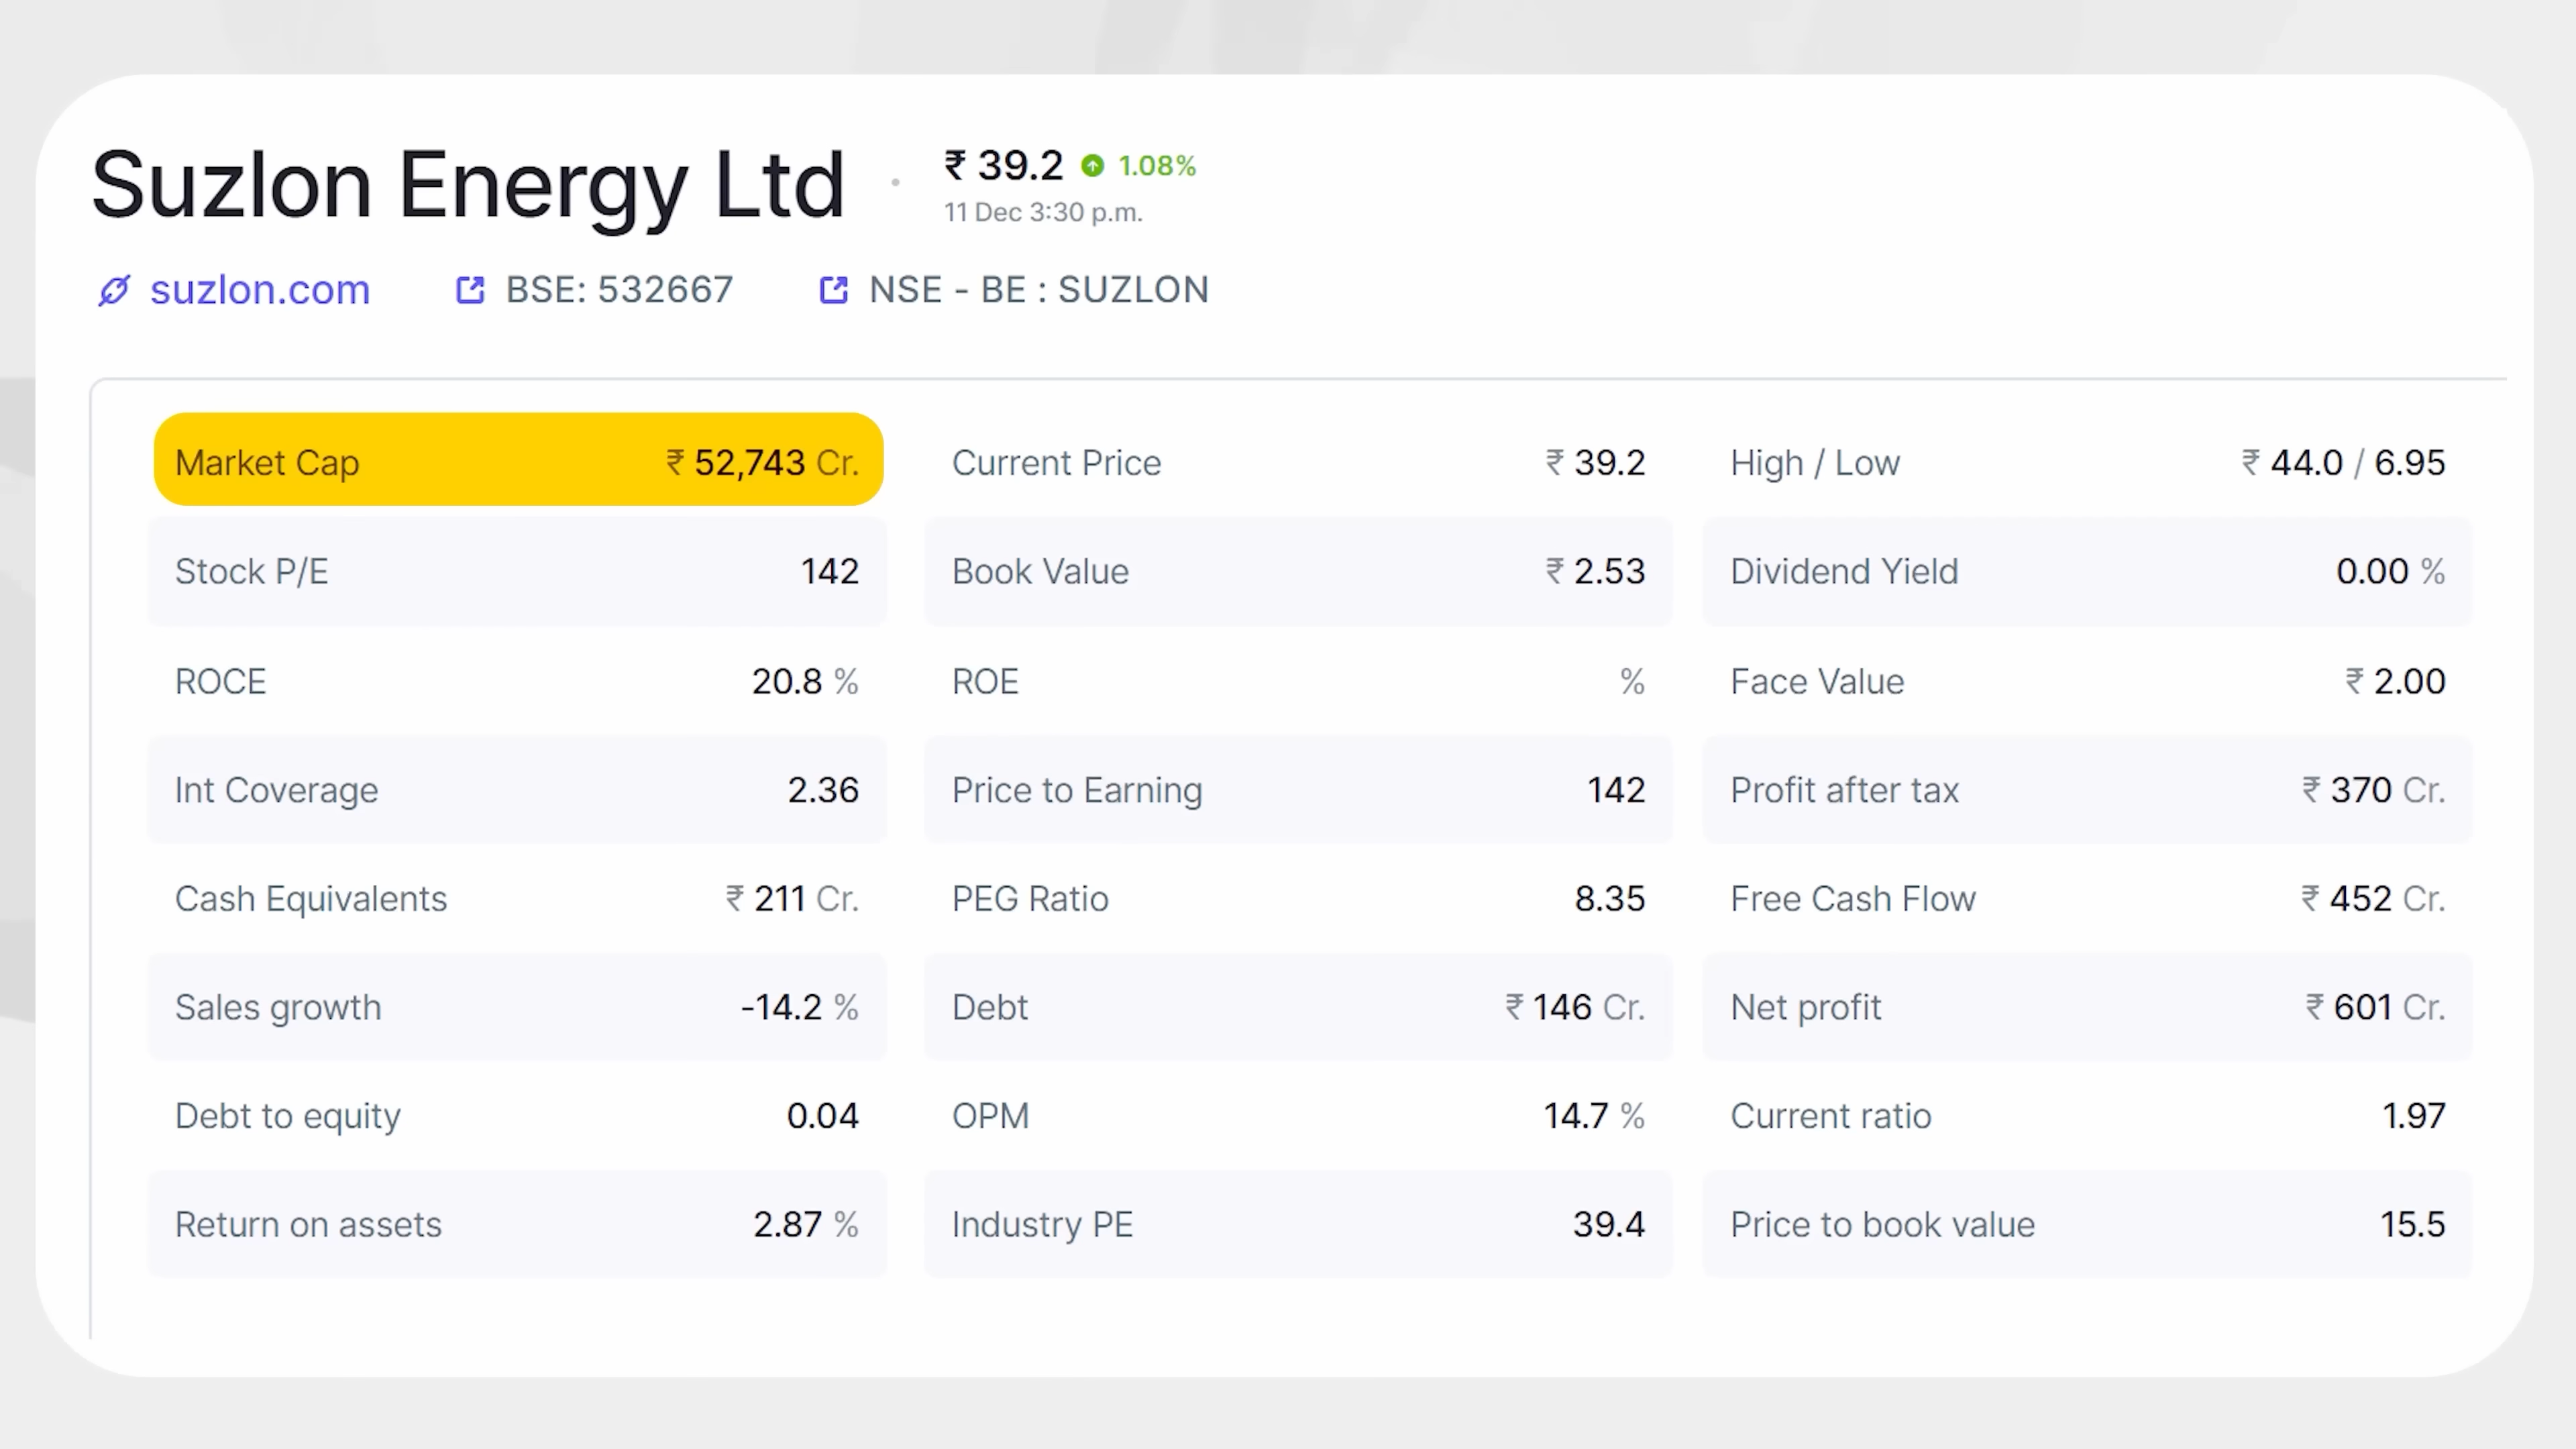 Suzlon Energy Ltd · ₹ 39.2 1.08%
11 Dec 3:30 p.m.
suzlon.com BSE: 532667 NSE - BE : SUZLON
Market Cap ₹ 52,743 Cr. Current Price ₹ 39.2 High / Low ₹ 44.0 / 6.95
Stock P/E 142 Book Value ₹ 2.53 Dividend Yield 0.00 %
ROCE 20.8 % ROE % Face Value ₹ 2.00
Int Coverage 2.36 Price to Earning 142 Profit after tax ₹ 370 Cr.
Cash Equivalents ₹ 211 Cr. PEG Ratio 8.35 Free Cash Flow ₹ 452 Cr.
Sales growth -14.2 % Debt ₹ 146 Cr. Net profit ₹ 601 Cr.
Debt to equity 0.04 OPM 14.7 % Current ratio 1.97
Return on assets 2.87 % Industry PE 39.4 Price to book value 15.5